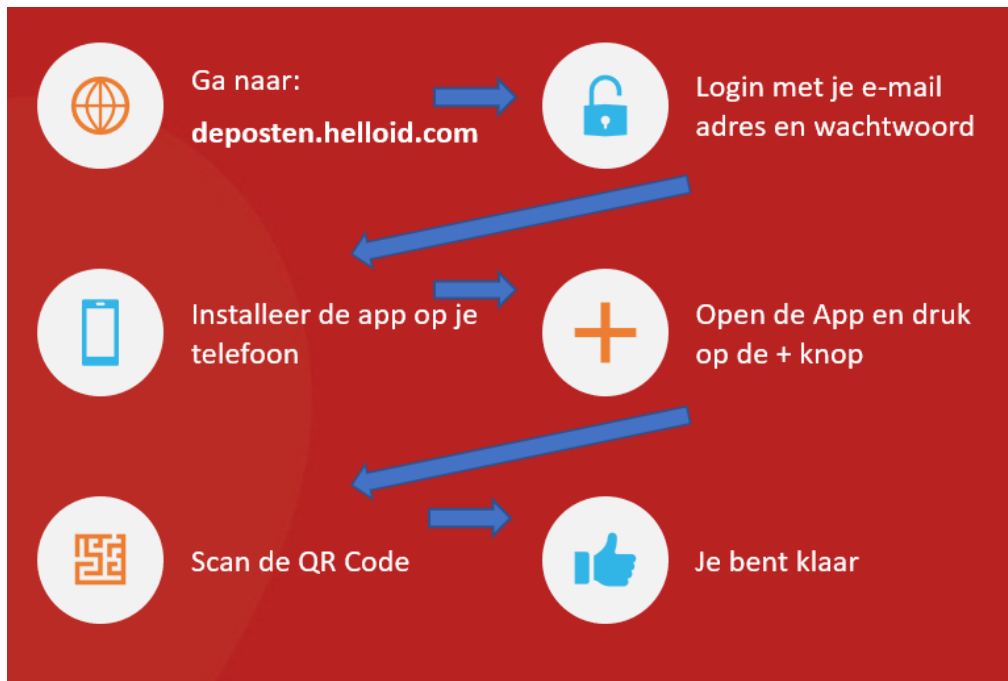 Ga naar:
deposten.helloid.com
Login met je e-mail
adres en wachtwoord
Installeer de app op je
telefoon
Open de App en druk
op de + knop
Scan de QR Code
Je bent klaar